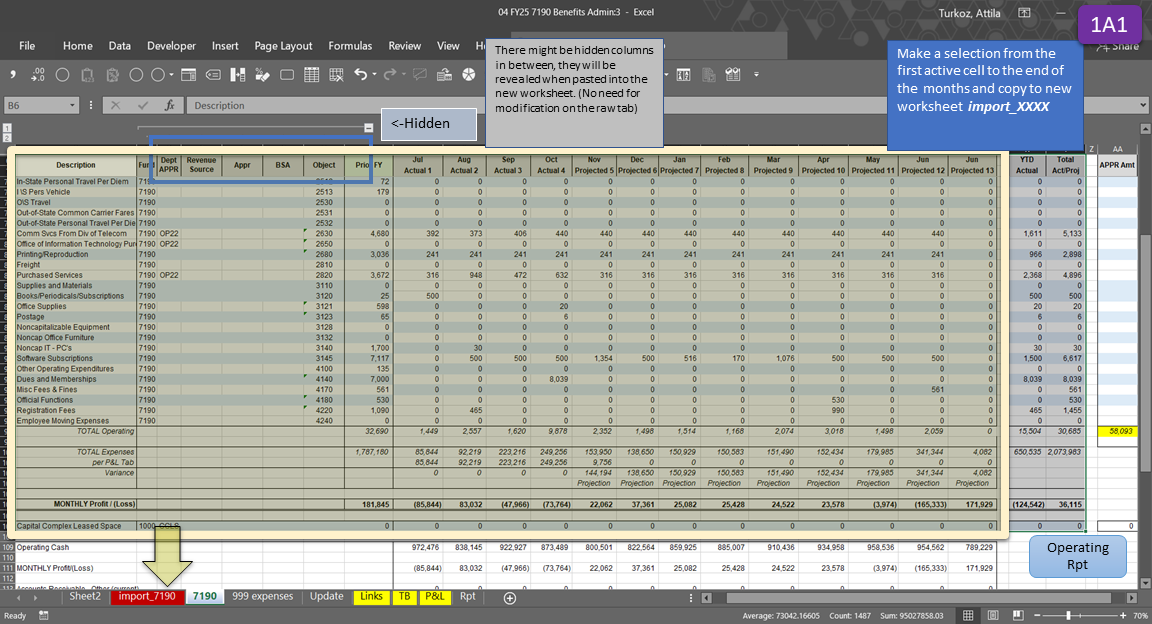 04 FY25 7190 Benefits Admin:3 - Excel
Turkoz, Attila
1A1
File Home Data Developer Insert Page Layout Formulas Review View
Share
There might be hidden columns
in between, they will be
revealed when pasted into the
new worksheet. (No need for
modification on the raw tab)
Make a selection from the
first active cell to the end of
the months and copy to new
worksheet import_XXXX
B6 fx Description
<-Hidden
1
2
Z AA
Description Fund Dept APPR Revenue Source Appr BSA Object Prior FY Jul Actual 1 Aug Actual 2 Sep Actual 3 Oct Actual 4 Nov Projected 5 Dec Projected 6 Jan Projected 7 Feb Projected 8 Mar Projected 9 Apr Projected 10 May Projected 11 Jun Projected 12 Jun Projected 13 YTD Actual Total Act/Proj APPR Amt
In-State Personal Travel Per Diem 72 0 0 0 0 0 0 0 0 0 0 0 0 0 0 0
I\S Pers Vehicle 7190 2513 179 0 0 0 0 0 0 0 0 0 0 0 0 0 0 0
O\S Travel 7190 2530 0 0 0 0 0 0 0 0 0 0 0 0 0 0 0 0
Out-of-State Common Carrier Fares 7190 2531 0 0 0 0 0 0 0 0 0 0 0 0 0 0 0 0
Out-of-State Personal Travel Per Die 7190 2532 0 0 0 0 0 0 0 0 0 0 0 0 0 0 0 0
Comm Svcs From Div of Telecom 7190 OP22 2630 4,680 392 373 406 440 440 440 440 440 440 440 440 440 0 1,611 5,133
Office of Information Technology Pur 7190 OP22 2650 0 0 0 0 0 0 0 0 0 0 0 0 0 0 0 0
Printing/Reproduction 7190 2680 3,036 241 241 241 241 241 241 241 241 241 241 241 241 0 966 2,898
Freight 7190 2810 0 0 0 0 0 0 0 0 0 0 0 0 0 0 0 0
Purchased Services 7190 OP22 2820 3,672 316 948 472 632 316 316 316 316 316 316 316 316 0 2,368 4,896
Supplies and Materials 7190 3110 0 0 0 0 0 0 0 0 0 0 0 0 0 0 0 0
Books/Periodicals/Subscriptions 7190 3120 25 500 0 0 0 0 0 0 0 0 0 0 0 0 500 500
Office Supplies 7190 3121 598 0 0 0 20 0 0 0 0 0 0 0 0 0 20 20
Postage 7190 3123 65 0 0 0 6 0 0 0 0 0 0 0 0 0 6 6
Noncapitalizable Equipment 7190 3128 0 0 0 0 0 0 0 0 0 0 0 0 0 0 0 0
Noncap Office Furniture 7190 3132 0 0 0 0 0 0 0 0 0 0 0 0 0 0 0 0
Noncap IT - PC's 7190 3140 1,700 0 30 0 0 0 0 0 0 0 0 0 0 0 30 30
Software Subscriptions 7190 3145 7,117 0 500 500 500 1,354 500 516 170 1,076 500 500 500 0 1,500 6,617
Other Operating Expenditures 7190 4100 135 0 0 0 0 0 0 0 0 0 0 0 0 0 0 0
Dues and Memberships 7190 4140 7,000 0 0 0 8,039 0 0 0 0 0 0 0 0 0 8,039 8,039
Misc Fees & Fines 7190 4170 561 0 0 0 0 0 0 0 0 0 0 0 561 0 0 561
Official Functions 7190 4180 530 0 0 0 0 0 0 0 0 0 530 0 0 0 0 530
Registration Fees 7190 4220 1,090 0 465 0 0 0 0 0 0 0 990 0 0 0 465 1,455
Employee Moving Expenses 7190 4240 0 0 0 0 0 0 0 0 0 0 0 0 0 0 0 0
TOTAL Operating 32,690 1,449 2,557 1,620 9,878 2,352 1,498 1,514 1,168 2,074 3,018 1,498 2,059 0 15,504 30,685 58,093
TOTAL Expenses 1,787,180 85,844 92,219 223,216 249,256 153,950 138,650 150,929 150,583 151,490 152,434 179,985 341,344 4,082 650,535 2,073,983
per P&L Tab 85,844 92,219 223,216 249,256 9,756 0 0 0 0 0 0 0 0
Variance 0 0 0 0 144,194 138,650 150,929 150,583 151,490 152,434 179,985 341,344 4,082
Projection Projection Projection Projection Projection Projection Projection Projection Projection
MONTHLY Profit / (Loss) 181,845 (85,844) 83,032 (47,966) (73,764) 22,062 37,361 25,082 25,428 24,522 23,578 (3,974) (165,333) 171,929 (124,542) 36,115
Capital Complex Leased Space 1000 CCLS 0 0 0 0 0 0 0 0 0 0 0 0 0 0 0 0 0
109 Operating Cash 972,476 838,145 922,927 873,489 800,501 822,564 859,925 885,007 910,436 934,958 958,536 954,562 789,229
110
111 MONTHLY Profit/(Loss) (85,844) 83,032 (47,966) (73,764) 22,062 37,361 25,082 25,428 24,522 23,578 (3,974) (165,333) 171,929
112
Operating
Rpt
Sheet2 import_7190 7190 999 expenses Update Links TB P&L Rpt
Ready Average: 73042.16605 Count: 1487 Sum: 95027858.03 70%